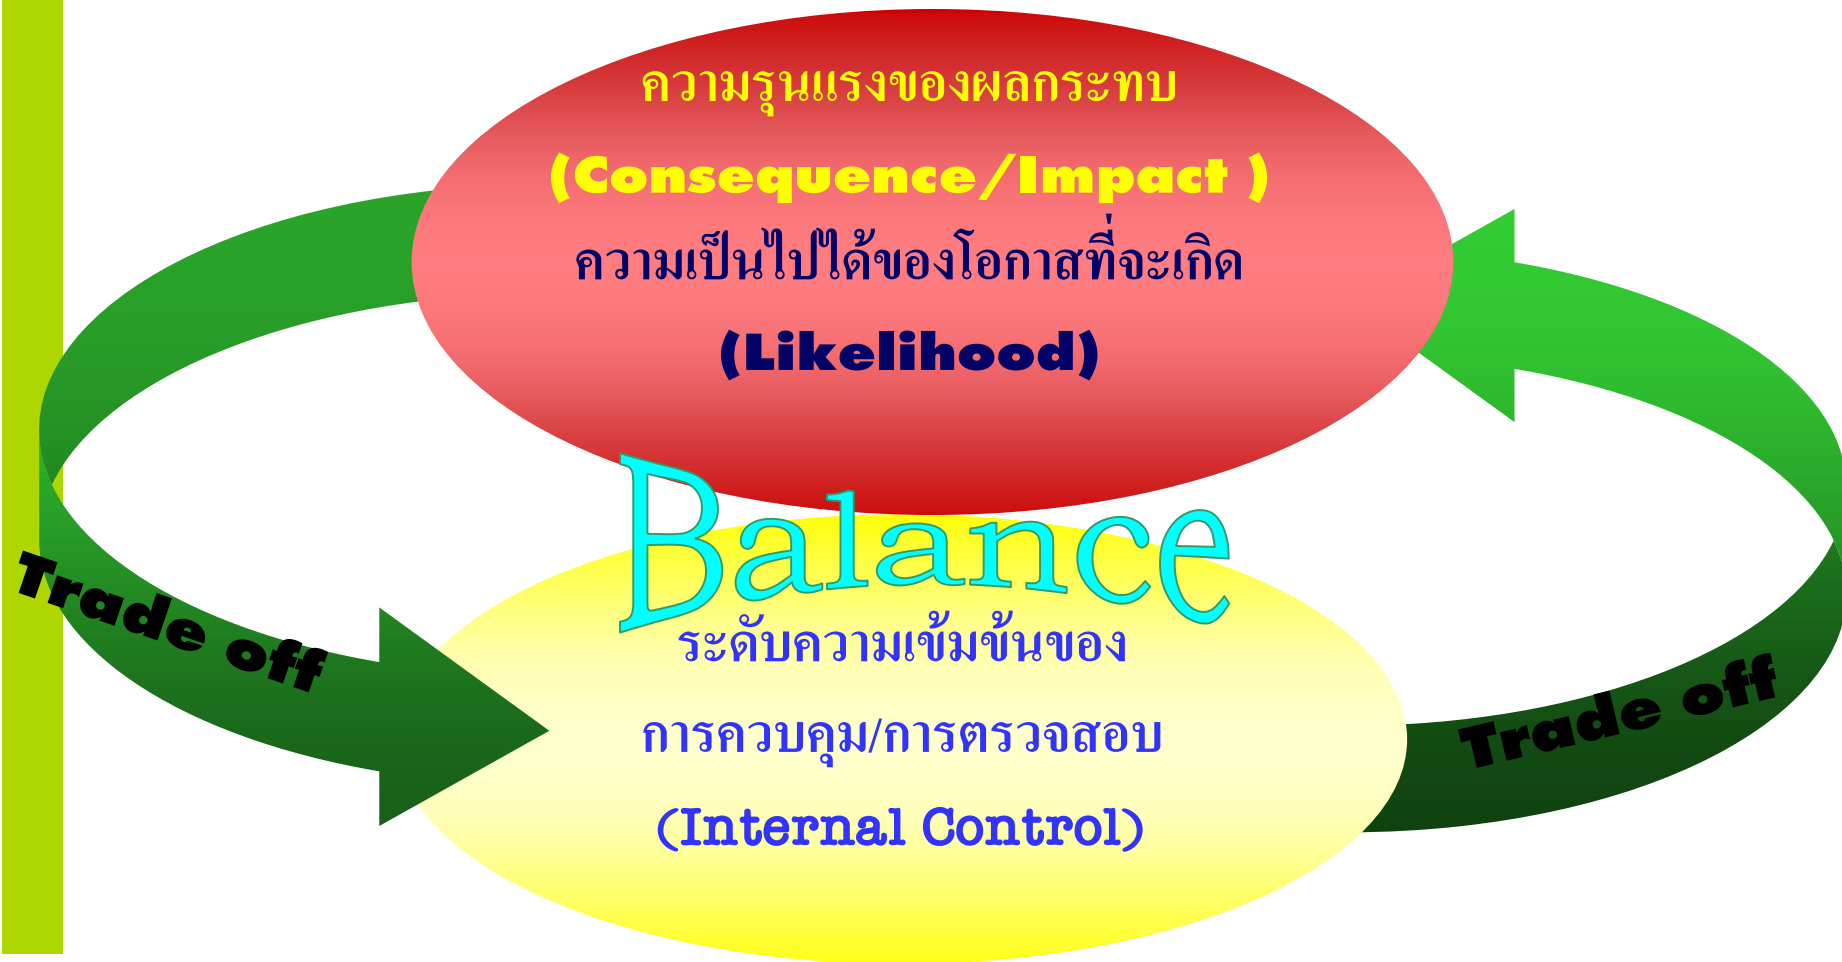 ความรุนแรงของผลกระทบ
(Consequence/Impact )
ความเป็นไปได้ของโอกาสที่จะเกิด
(Likelihood)
Balance
ระดับความเข้มข้นของ
การควบคุม/การตรวจสอบ
(Internal Control)
Trade off
Trade off